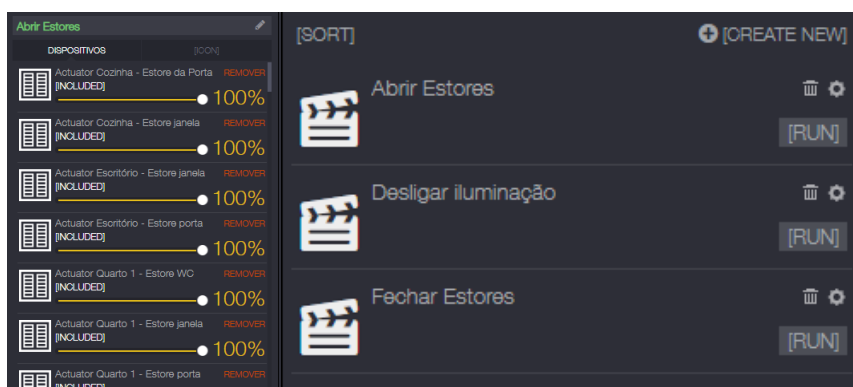 Abrir Estores
DISPOSITIVOS [ICON]
Actuator Cozinha - Estore da Porta REMOVER
[INCLUDED]
100%
Actuator Cozinha - Estore janela REMOVER
[INCLUDED]
100%
Actuator Escritório - Estore janela REMOVER
[INCLUDED]
100%
Actuator Escritório - Estore porta REMOVER
[INCLUDED]
100%
Actuator Quarto 1 - Estore WC REMOVER
[INCLUDED]
100%
Actuator Quarto 1 - Estore janela REMOVER
[INCLUDED]
100%
Actuator Quarto 1 - Estore porta REMOVER
[INCLUDED]
[SORT] [CREATE NEW]
Abrir Estores
[RUN]
Desligar iluminação
[RUN]
Fechar Estores
[RUN]